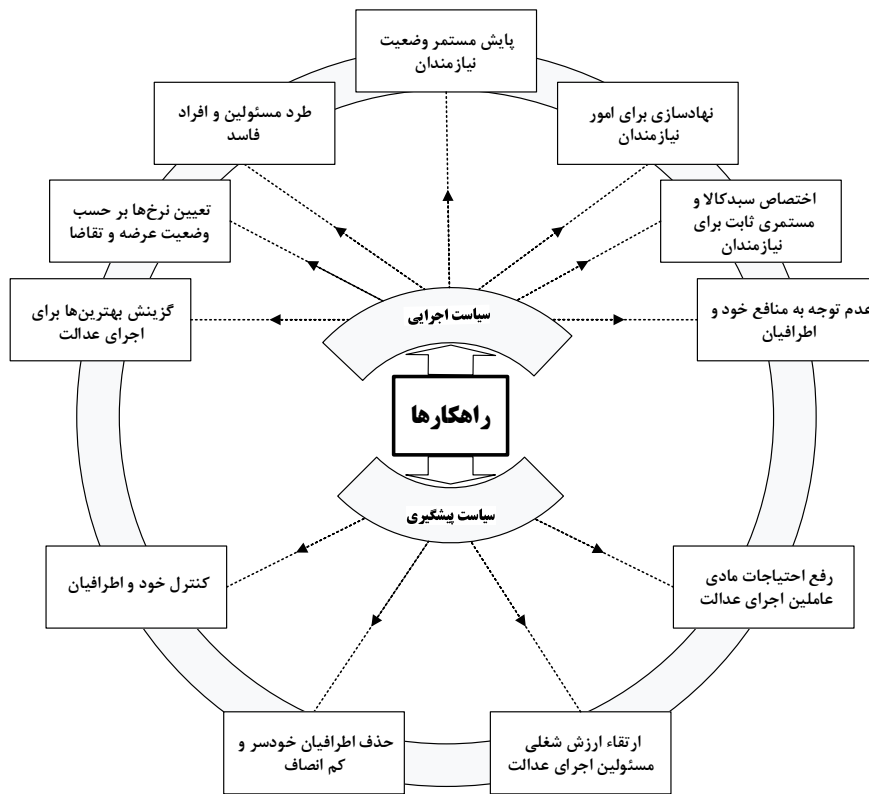 پایش مستمر وضعیت
نیازمندان
نهادسازی برای امور
نیازمندان
طرد مسئولین و افراد
فاسد
اختصاص سبدکالا و
مستمری ثابت برای
نیازمندان
تعیین نرخ‌ها بر حسب
وضعیت عرضه و تقاضا
عدم توجه به منافع خود و
اطرافیان
گزینش بهترین‌ها برای
اجرای عدالت
سیاست اجرایی
راهکارها
سیاست پیشگیری
رفع احتیاجات مادی
عاملین اجرای عدالت
کنترل خود و اطرافیان
ارتقاء ارزش شغلی
مسئولین اجرای عدالت
حذف اطرافیان خودسر و
کم انصاف